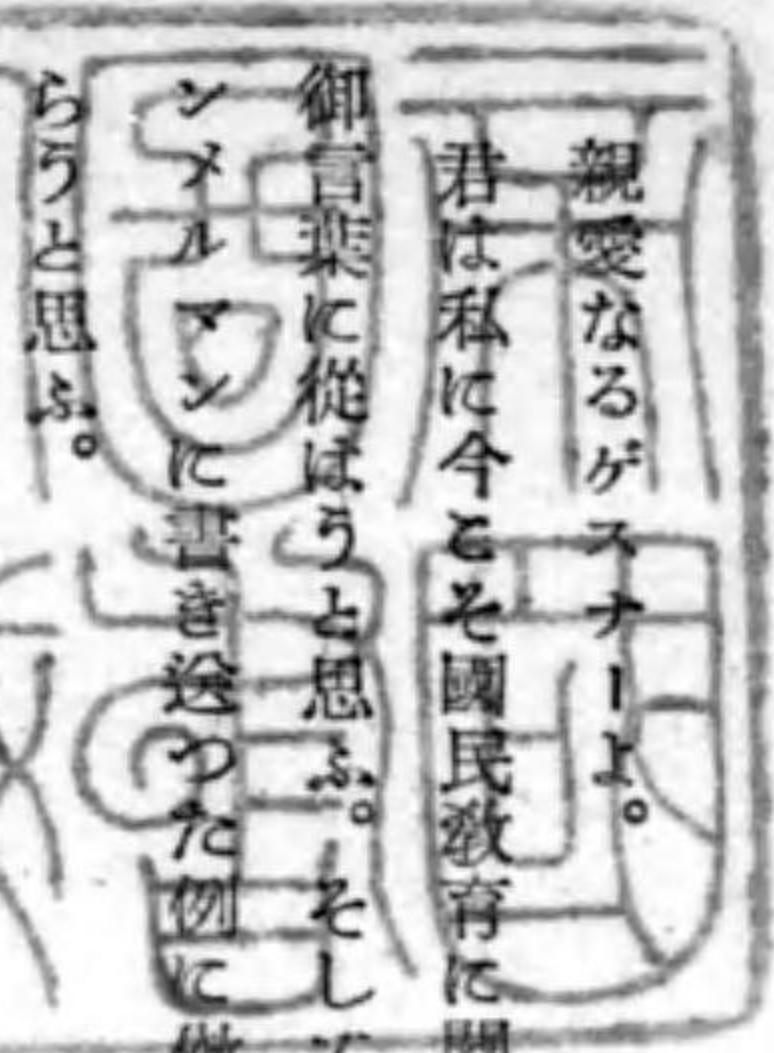 親愛なるゲスナーよ。
君は私に今こそ國民敎育に
御言葉に從はうと思ふ。そし
ンメルマンに書き送つた例に
らうと思ふ。